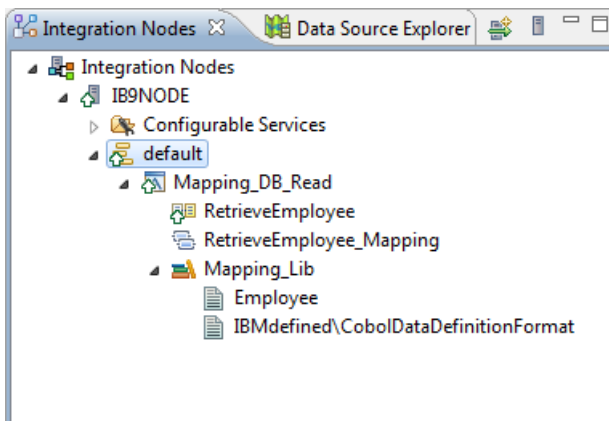 Integration Nodes Data Source Explorer
Integration Nodes
IB9NODE
Configurable Services
default
Mapping_DB_Read
RetrieveEmployee
RetrieveEmployee_Mapping
Mapping_Lib
Employee
IBMdefined\CobolDataDefinitionFormat